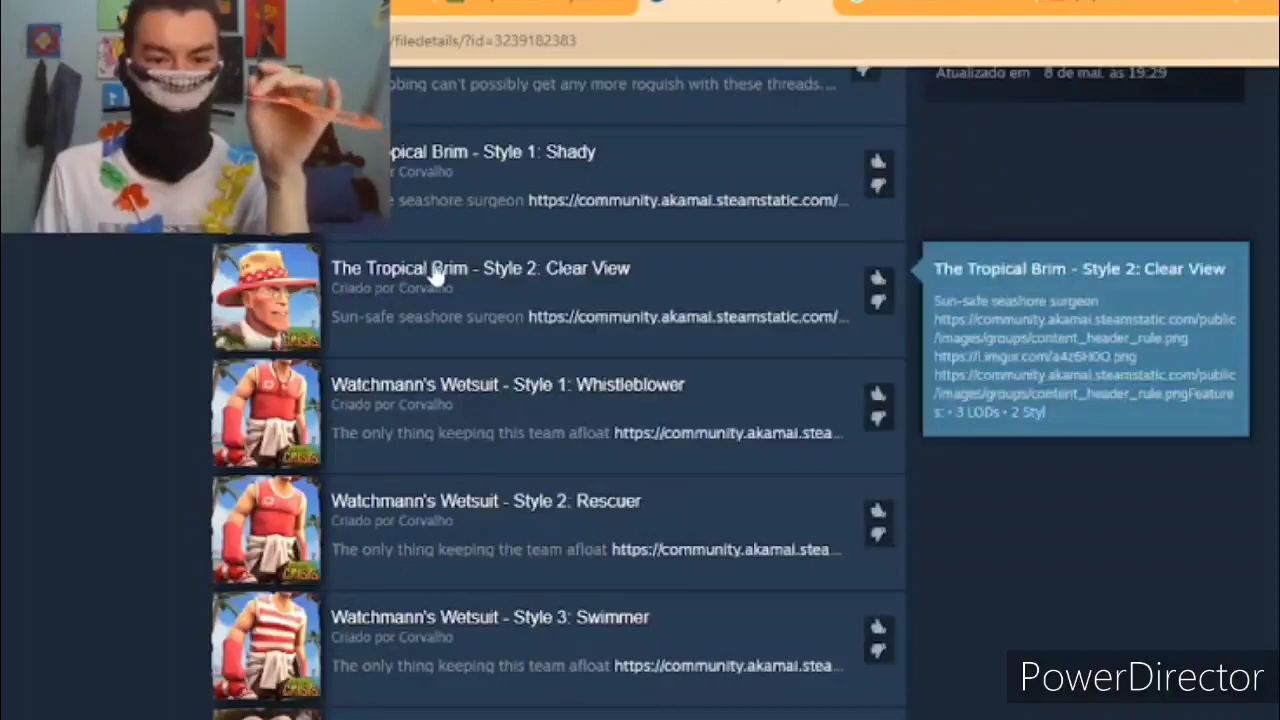 /filedetails/?id=3239182383
obing can't possibly get any more roguish with these threads....
Atualizado em 8 de mai. às 19:29
pical Brim - Style 1: Shady
Corvalho
e seashore surgeon https://community.akamai.steamstatic.com/...
The Tropical Brim - Style 2: Clear View
Criado por Corvalho
Sun-safe seashore surgeon https://community.akamai.steamstatic.com/...
The Tropical Brim - Style 2: Clear View
Sun-safe seashore surgeon
https://community.akamai.steamstatic.com/public
/images/groups/content_header_rule.png
https://i.imgur.com/a4z6H0O.png
https://community.akamai.steamstatic.com/public
/images/groups/content_header_rule.pngFeature
s: • 3 LODs • 2 Styl
Watchmann's Wetsuit - Style 1: Whistleblower
Criado por Corvalho
The only thing keeping this team afloat https://community.akamai.stea...
Watchmann's Wetsuit - Style 2: Rescuer
Criado por Corvalho
The only thing keeping the team afloat https://community.akamai.stea...
Watchmann's Wetsuit - Style 3: Swimmer
Criado por Corvalho
The only thing keeping this team afloat https://community.akamai.stea...
PowerDirector